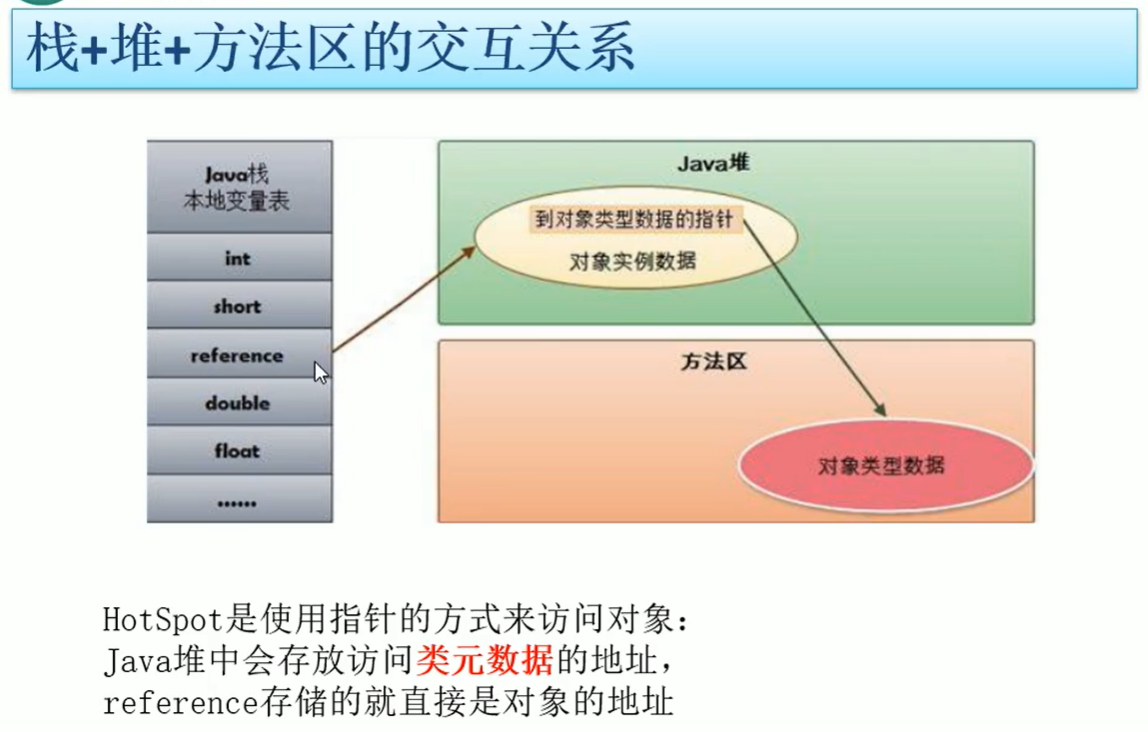 栈+堆+方法区的交互关系
Java栈
本地变量表
int
short
reference
double
float
......
Java堆
到对象类型数据的指针
对象实例数据
方法区
对象类型数据
HotSpot是使用指针的方式来访问对象:
Java堆中会存放访问类元数据的地址,
reference存储的就直接是对象的地址